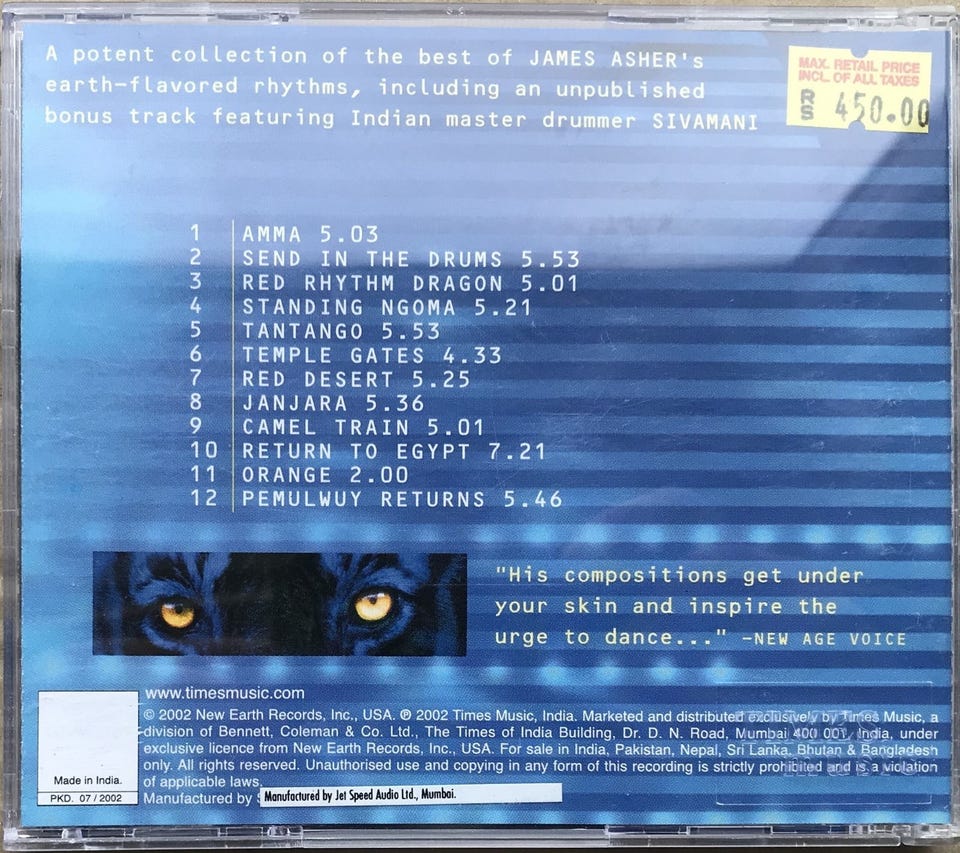 A potent collection of the best of JAMES ASHER's
earth-flavored rhythms, including an unpublished
bonus track featuring Indian master drummer SIVAMANI
MAX. RETAIL PRICE
INCL. OF ALL TAXES
RS 450.00
1 AMMA 5.03
2 SEND IN THE DRUMS 5.53
3 RED RHYTHM DRAGON 5.01
4 STANDING NGOMA 5.21
5 TANTANGO 5.53
6 TEMPLE GATES 4.33
7 RED DESERT 5.25
8 JANJARA 5.36
9 CAMEL TRAIN 5.01
10 RETURN TO EGYPT 7.21
11 ORANGE 2.00
12 PEMULWUY RETURNS 5.46
"His compositions get under
your skin and inspire the
urge to dance..." -NEW AGE VOICE
www.timesmusic.com
© 2002 New Earth Records, Inc., USA. ℗ 2002 Times Music, India. Marketed and distributed exclusively by Times Music, a
division of Bennett, Coleman & Co. Ltd., The Times of India Building, Dr. D. N. Road, Mumbai 400 001, India, under
exclusive licence from New Earth Records, Inc., USA. For sale in India, Pakistan, Nepal, Sri Lanka, Bhutan & Bangladesh
only. All rights reserved. Unauthorised use and copying in any form of this recording is strictly prohibited and is a violation
of applicable laws.
Manufactured by
Manufactured by Jet Speed Audio Ltd., Mumbai.
Made in India.
PKD. 07 / 2002
TIMES
MUSIC